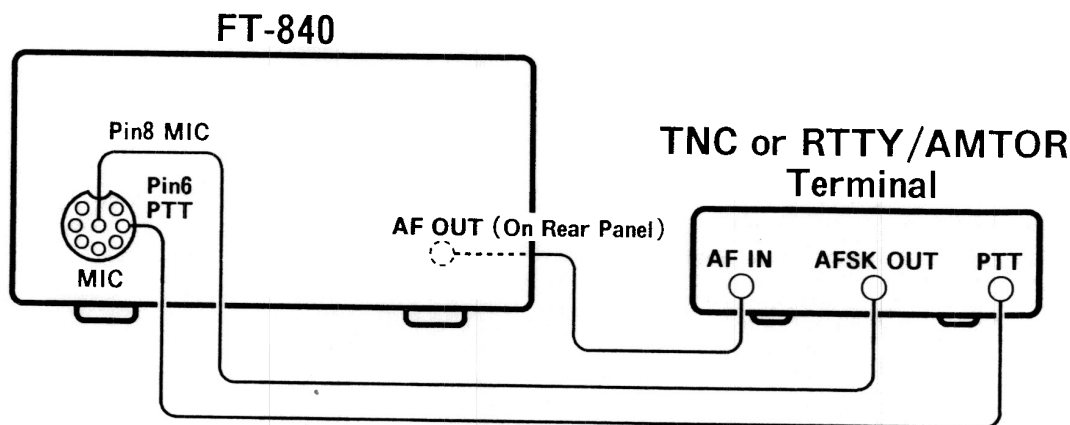 FT-840
Pin8 MIC
Pin6
PTT
MIC
AF OUT (On Rear Panel)
TNC or RTTY/AMTOR
Terminal
AF IN
AFSK OUT
PTT